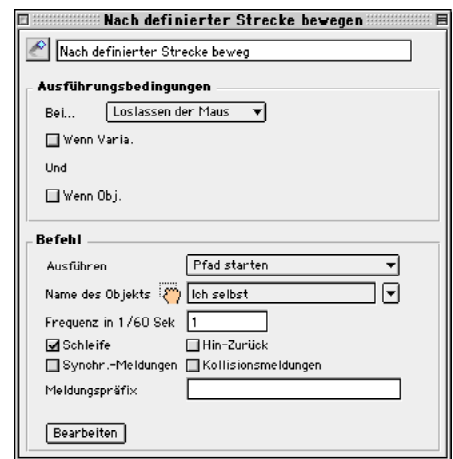 Nach definierter Strecke bewegen
Nach definierter Strecke beweg
Ausführungsbedingungen
Bei... Loslassen der Maus
Wenn Varia.
Und
Wenn Obj.
Befehl
Ausführen Pfad starten
Name des Objekts Ich selbst
Frequenz in 1/60 Sek 1
Schleife Hin-Zurück
Synchr.-Meldungen Kollisionsmeldungen
Meldungspräfix
Bearbeiten